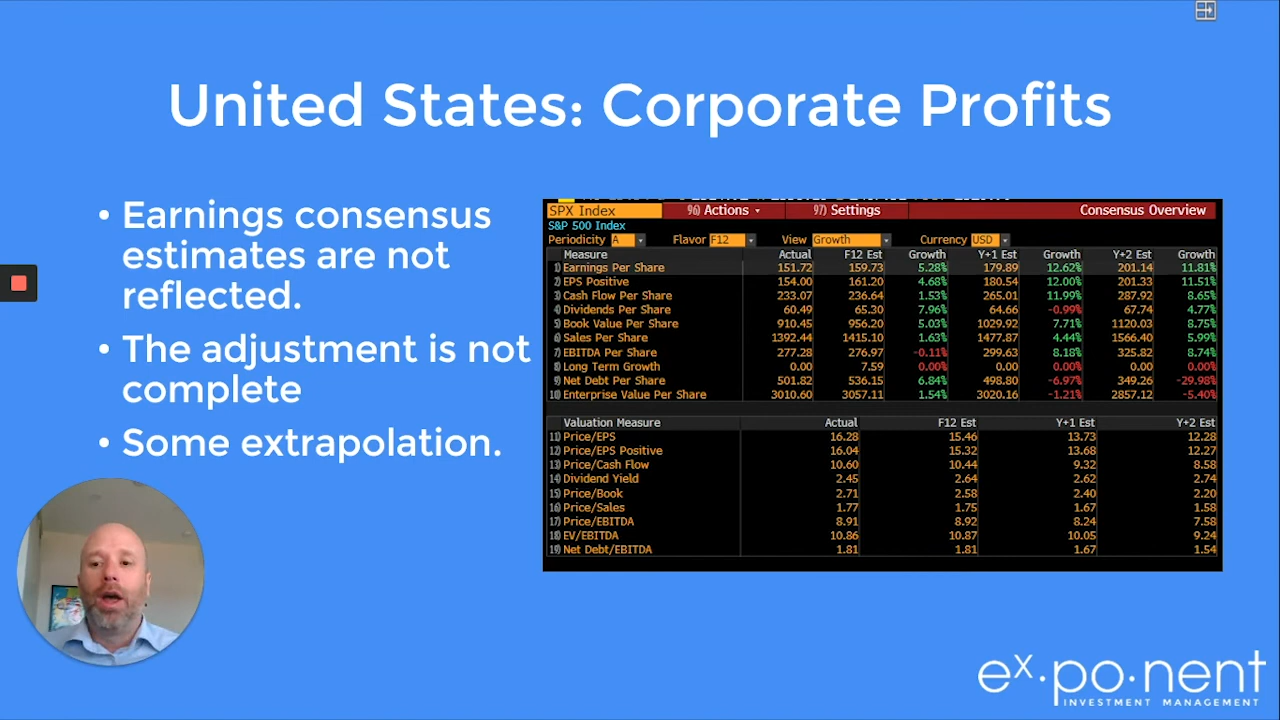 United States: Corporate Profits
• Earnings consensus
estimates are not
reflected.
• The adjustment is not
complete
• Some extrapolation.
SPX Index 96) Actions 97) Settings Consensus Overview
S&P 500 Index
Periodicity A Flavor F12 View Growth Currency USD
Measure Actual F12 Est Growth Y+1 Est Growth Y+2 Est Growth
1) Earnings Per Share 151.72 159.73 5.28% 179.89 12.62% 201.14 11.81%
2) EPS Positive 154.00 161.20 4.68% 180.54 12.00% 201.33 11.51%
3) Cash Flow Per Share 233.07 236.64 1.53% 265.01 11.99% 287.92 8.65%
4) Dividends Per Share 60.49 65.30 7.96% 64.66 -0.99% 67.74 4.77%
5) Book Value Per Share 910.45 956.20 5.03% 1029.92 7.71% 1120.03 8.75%
6) Sales Per Share 1392.44 1415.10 1.63% 1477.87 4.44% 1566.40 5.99%
7) EBITDA Per Share 277.28 276.97 -0.11% 299.63 8.18% 325.82 8.74%
8) Long Term Growth 0.00 7.59 0.00% 0.00 0.00% 0.00 0.00%
9) Net Debt Per Share 501.82 536.15 6.84% 498.80 -6.97% 349.26 -29.98%
10) Enterprise Value Per Share 3010.60 3057.11 1.54% 3020.16 -1.21% 2857.12 -5.40%
Valuation Measure Actual F12 Est Y+1 Est Y+2 Est
11) Price/EPS 16.28 15.46 13.73 12.28
12) Price/EPS Positive 16.04 15.32 13.68 12.27
13) Price/Cash Flow 10.60 10.44 9.32 8.58
14) Dividend Yield 2.45 2.64 2.62 2.74
15) Price/Book 2.71 2.58 2.40 2.20
16) Price/Sales 1.77 1.75 1.67 1.58
17) Price/EBITDA 8.91 8.92 8.24 7.58
18) EV/EBITDA 10.86 10.87 10.05 9.24
19) Net Debt/EBITDA 1.81 1.81 1.67 1.54
ex·po·nent
INVESTMENT MANAGEMENT